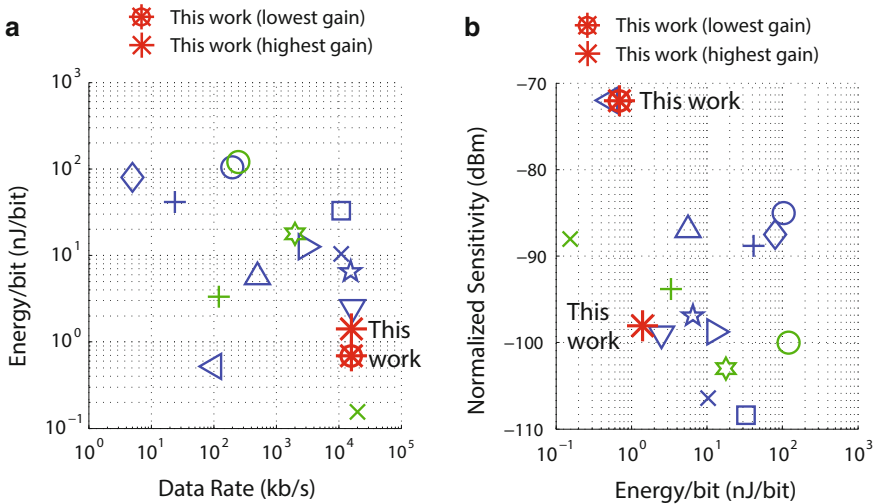 a
This work (lowest gain)
This work (highest gain)
10^3
10^2
10^1
10^0
10^-1
Energy/bit (nJ/bit)
This
work
10^0 10^1 10^2 10^3 10^4 10^5
Data Rate (kb/s)
b
This work (lowest gain)
This work (highest gain)
-70
-80
-90
-100
-110
Normalized Sensitivity (dBm)
This work
This
work
10^-1 10^0 10^1 10^2 10^3
Energy/bit (nJ/bit)